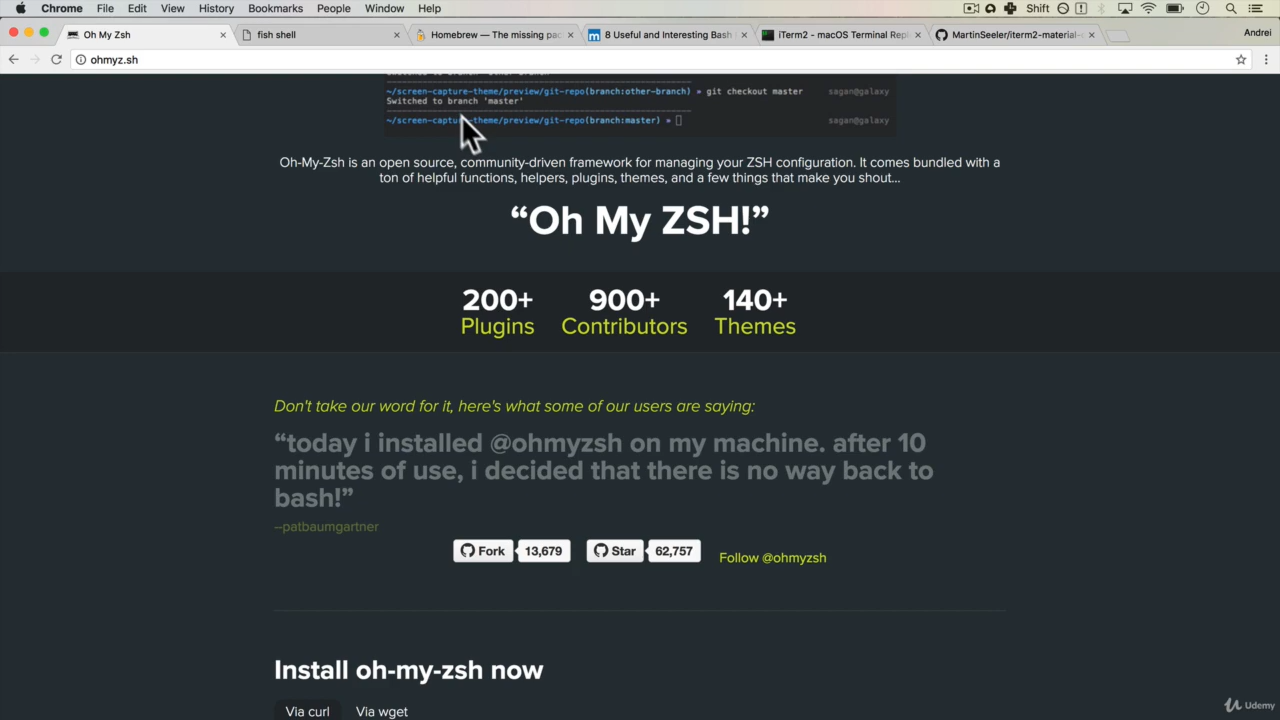 Chrome File Edit View History Bookmarks People Window Help Shift
Oh My Zsh
fish shell
Homebrew — The missing pac
8 Useful and Interesting Bash
iTerm2 - macOS Terminal Repl
MartinSeeler/iterm2-material-
Andrei
ohmyz.sh
~/screen-capture-theme/preview/git-repo(branch:other-branch) » git checkout master sagan@galaxy
Switched to branch 'master'
~/screen-capture-theme/preview/git-repo(branch:master) » sagan@galaxy
Oh-My-Zsh is an open source, community-driven framework for managing your ZSH configuration. It comes bundled with a
ton of helpful functions, helpers, plugins, themes, and a few things that make you shout...
“Oh My ZSH!”
200+ 900+ 140+
Plugins Contributors Themes
Don't take our word for it, here's what some of our users are saying:
“today i installed @ohmyzsh on my machine. after 10
minutes of use, i decided that there is no way back to
bash!”
–patbaumgartner
Fork 13,679 Star 62,757 Follow @ohmyzsh
Install oh-my-zsh now
Via curl Via wget
Udemy